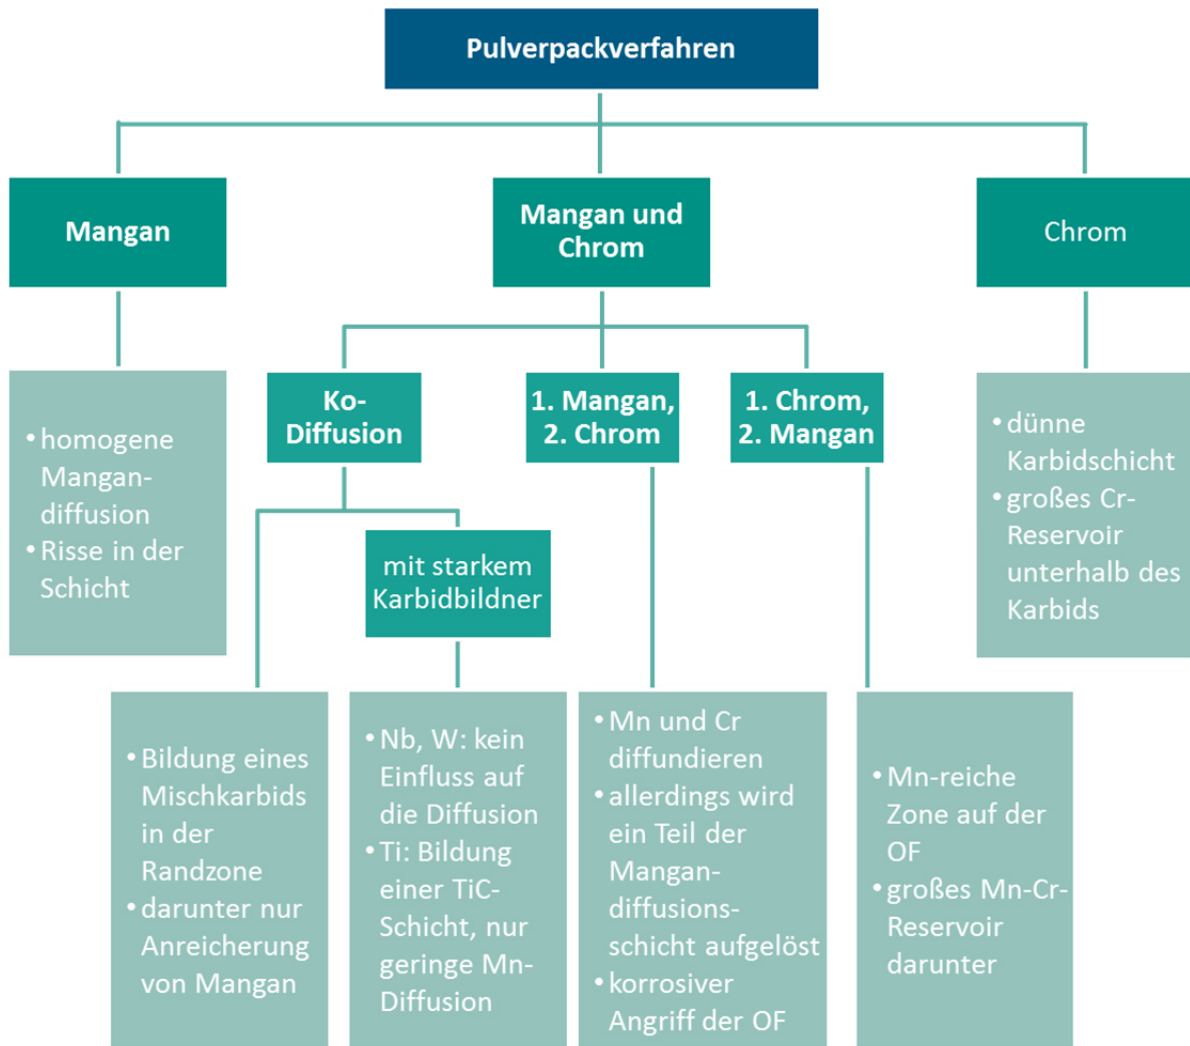 Pulverpackverfahren
Mangan
Mangan und
Chrom
Chrom
• homogene
Mangan-
diffusion
• Risse in der
Schicht
Ko-
Diffusion
1. Mangan,
2. Chrom
1. Chrom,
2. Mangan
• dünne
Karbidschicht
• großes Cr-
Reservoir
unterhalb des
Karbids
mit starkem
Karbidbildner
• Bildung eines
Mischkarbids
in der
Randzone
• darunter nur
Anreicherung
von Mangan
• Nb, W: kein
Einfluss auf
die Diffusion
• Ti: Bildung
einer TiC-
Schicht, nur
geringe Mn-
Diffusion
• Mn und Cr
diffundieren
• allerdings wird
ein Teil der
Mangan-
diffusions-
schicht aufgelöst
• korrosiver
Angriff der OF
• Mn-reiche
Zone auf der
OF
• großes Mn-Cr-
Reservoir
darunter